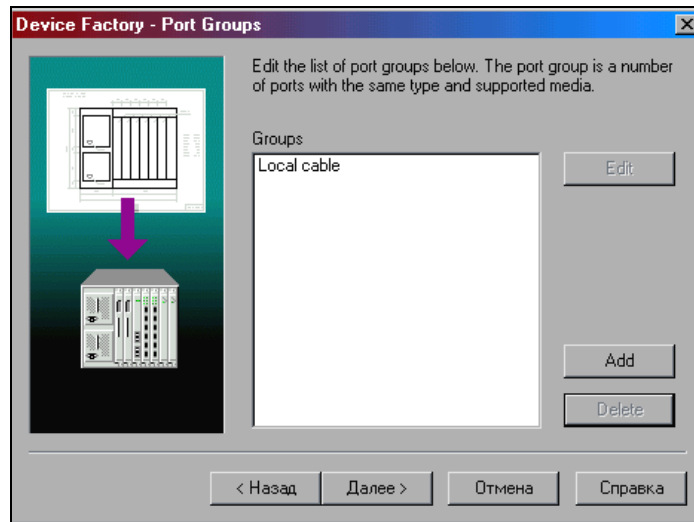 Device Factory - Port Groups
Edit the list of port groups below. The port group is a number
of ports with the same type and supported media.
Groups
Local cable
Edit
Add
Delete
< Назад
Далее >
Отмена
Справка